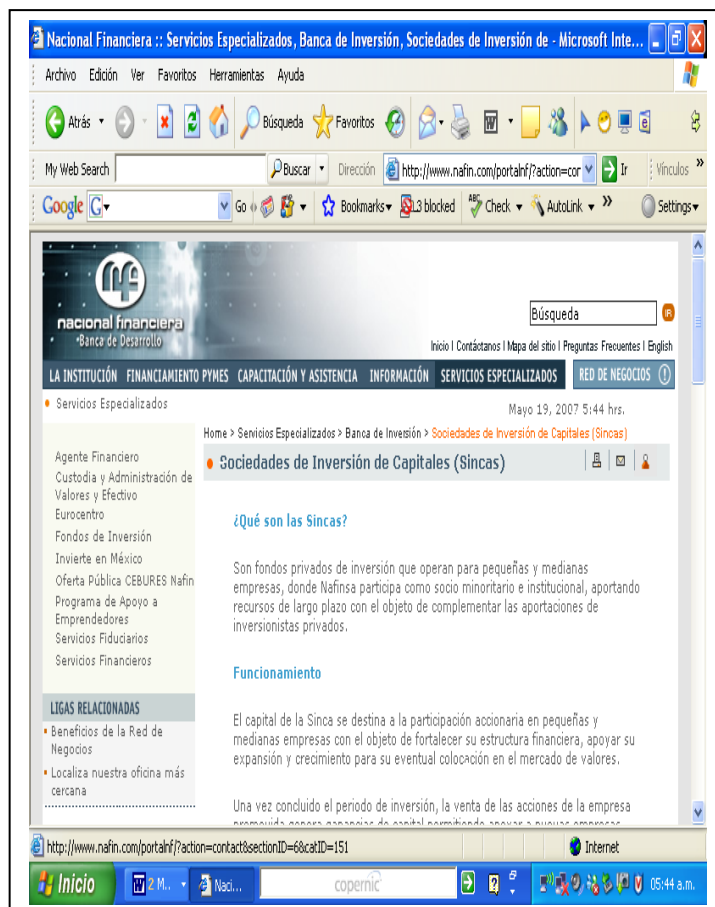 Nacional Financiera :: Servicios Especializados, Banca de Inversión, Sociedades de Inversión de - Microsoft Inte...
Archivo Edición Ver Favoritos Herramientas Ayuda
Atrás Búsqueda Favoritos
My Web Search Buscar Dirección http://www.nafin.com/portalnf/?action=cor Ir Vínculos »
Google G Go Bookmarks 13 blocked ABC Check AutoLink » Settings
nfa
nacional financiera
Banca de Desarrollo
Búsqueda IR
Inicio I Contáctanos I Mapa del sitio I Preguntas Frecuentes I English
LA INSTITUCIÓN FINANCIAMIENTO PYMES CAPACITACIÓN Y ASISTENCIA INFORMACIÓN SERVICIOS ESPECIALIZADOS RED DE NEGOCIOS
Servicios Especializados
Mayo 19, 2007 5:44 hrs.
Home > Servicios Especializados > Banca de Inversión > Sociedades de Inversión de Capitales (Sincas)
Agente Financiero
Custodia y Administración de
Valores y Efectivo
Eurocentro
Fondos de Inversión
Invierte en México
Oferta Pública CEBURES Nafin
Programa de Apoyo a
Emprendedores
Servicios Fiduciarios
Servicios Financieros
LIGAS RELACIONADAS
Beneficios de la Red de
Negocios
Localiza nuestra oficina más
cercana
Sociedades de Inversión de Capitales (Sincas)
¿Qué son las Sincas?
Son fondos privados de inversión que operan para pequeñas y medianas
empresas, donde Nafinsa participa como socio minoritario e institucional, aportando
recursos de largo plazo con el objeto de complementar las aportaciones de
inversionistas privados.
Funcionamiento
El capital de la Sinca se destina a la participación accionaria en pequeñas y
medianas empresas con el objeto de fortalecer su estructura financiera, apoyar su
expansión y crecimiento para su eventual colocación en el mercado de valores.
Una vez concluido el periodo de inversión, la venta de las acciones de la empresa
promovida genera ganancias de capital permitiendo apoyar a nuevas empresas
http://www.nafin.com/portalnf/?action=contact&sectionID=6&catID=151 Internet
Inicio 2 M.. Naci... copernic 05:44 a.m.